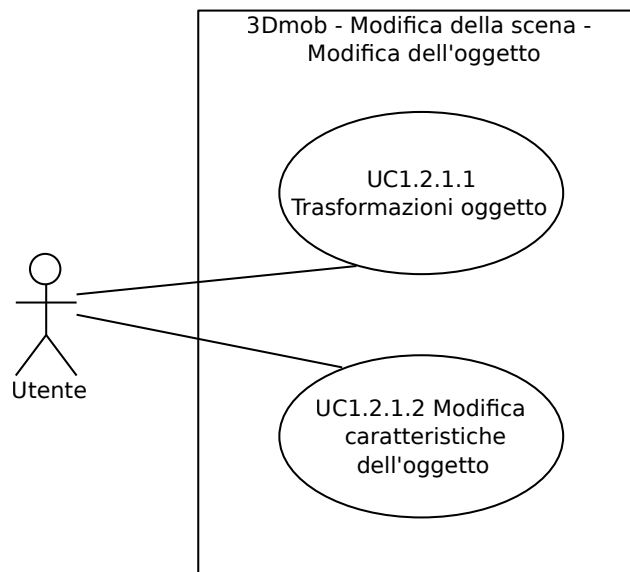 3Dmob - Modifica della scena -
Modifica dell'oggetto
UC1.2.1.1
Trasformazioni oggetto
Utente
UC1.2.1.2 Modifica
caratteristiche
dell'oggetto